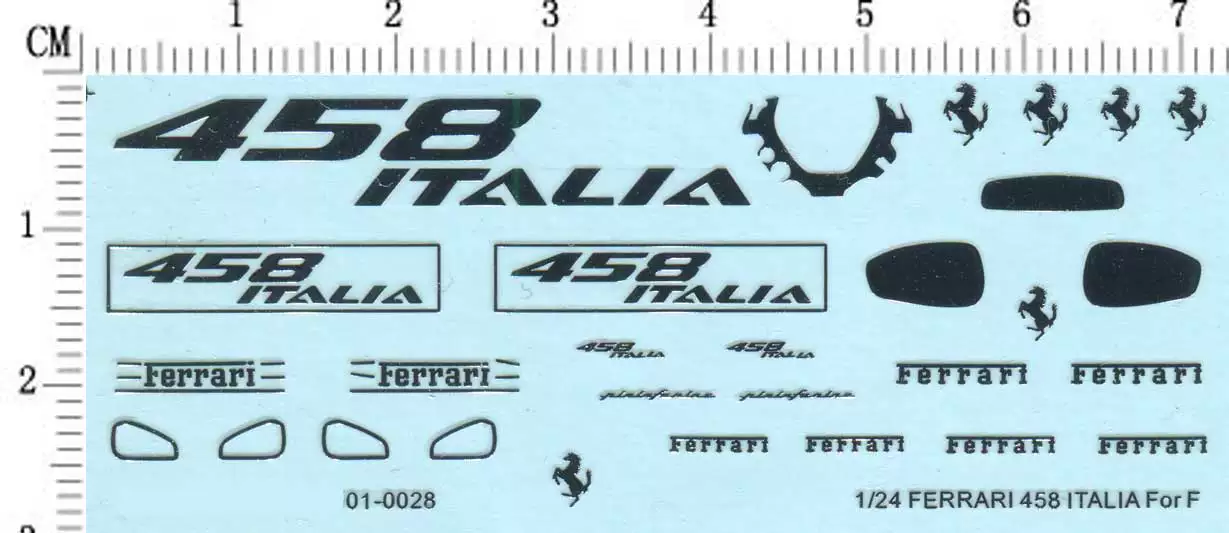 CM 1 2 3 4 5 6 7
458
ITALIA
1
458
ITALIA
458
ITALIA
458
ITALIA
458
ITALIA
2
Ferrari
Ferrari
Ferrari
Ferrari
pininfarina
pininfarina
Ferrari
Ferrari
Ferrari
Ferrari
01-0028
1/24 FERRARI 458 ITALIA For F